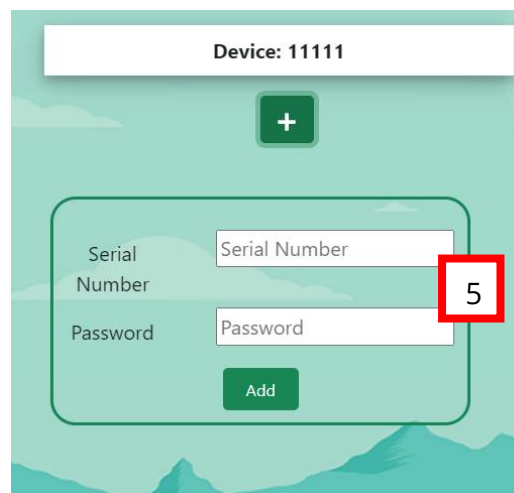 Device: 11111
+
Serial Number
Serial
Number
5
Password
Password
Add